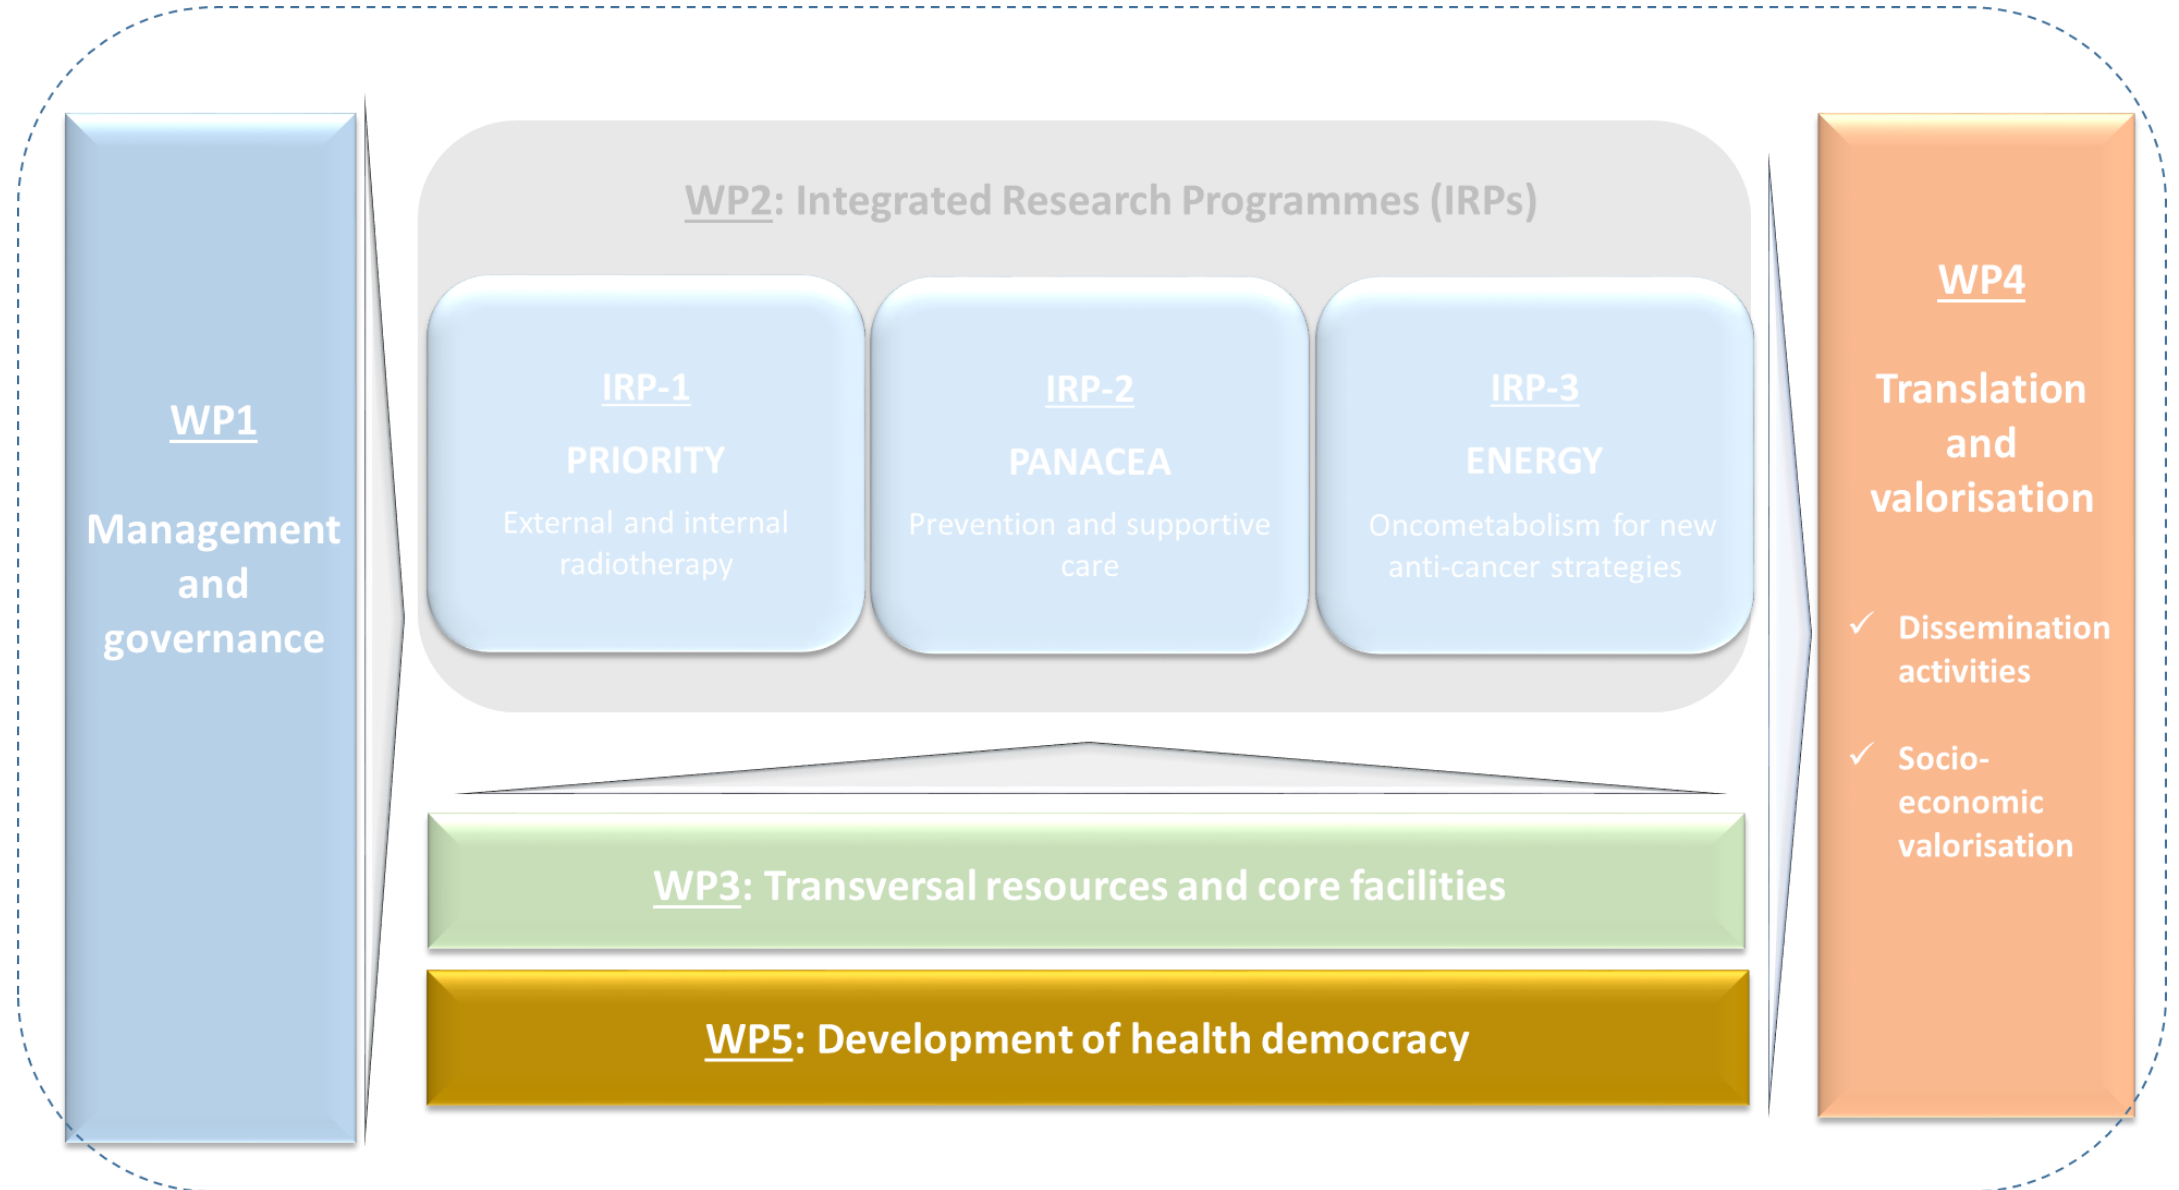 WP1
Management
and
governance
WP2: Integrated Research Programmes (IRPs)
IRP-1
PRIORITY
External and internal
radiotherapy
IRP-2
PANACEA
Prevention and supportive
care
IRP-3
ENERGY
Oncometabolism for new
anti-cancer strategies
WP3: Transversal resources and core facilities
WP5: Development of health democracy
WP4
Translation
and
valorisation
✓ Dissemination
activities
✓ Socio-
economic
valorisation